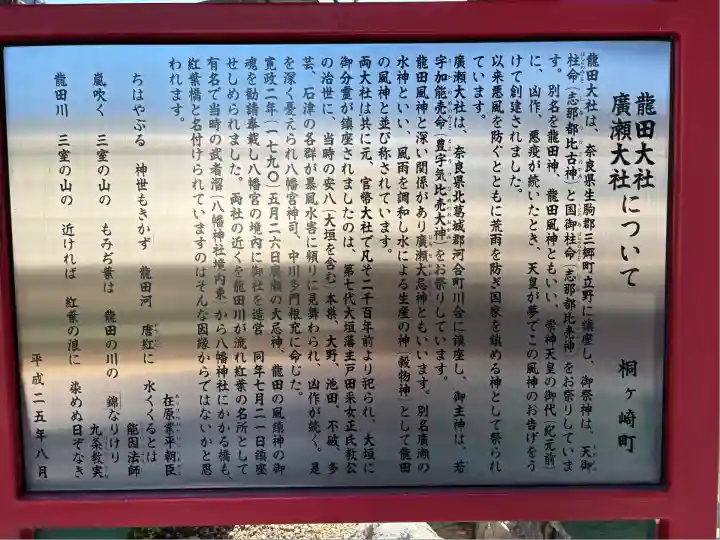 龍田大社
廣瀬大社
について
桐ヶ崎町
龍田大社は、奈良県生駒郡三郷町立野に鎮座し、御祭神は、天御
柱命(志那都比古神)と国御柱命(志那都比売神)をお祭りしていま
す。別名を龍田神、龍田風神ともいい、崇神天皇の御代(紀元前)
に、凶作、悪疫が続いたとき、天皇が夢でこの風神のお告げをう
けて創建されました。
以来悪風を防ぐとともに荒雨を防ぎ国家を鎮める神として祭られ
ています。
廣瀬大社は、奈良県北葛城郡河合町川合に鎮座し、御主神は、若
宇加能売命(豊宇気比売大神)をお祭りしています。
龍田風神と深い関係があり廣瀬大忌神ともいいます。別名廣瀬の
水神といい、風雨を調和し水による生産の神(穀物神)として龍田
の風神と並び称されています。
両大社は共に元、官幣大社で凡そ二千百年前より祀られ、大垣に
御分霊が鎮座されましたのは、第七代大垣藩主戸田采女正氏教公
の治世に、当時の安八(大垣を含む)本巣、大野、池田、不破、多
芸、石津の各群が暴風水害に頻りに見舞わられ、凶作が続く。是
を深く憂えられ八幡宮神司、中川多門根充に命じた。
寛政二年(一七九〇)五月二六日廣瀬の大忌神、龍田の風鎮神の御
魂を勧請奉載し八幡宮の境内に御社を造営 同年七月二一日鎮座
せしめられました。両社の近くを龍田川が流れ紅葉の名所として
有名で当時の武者溜(八幡神社境内東)から八幡神社にかかる橋も、
紅葉橋と名付けられていますのはそんな因縁からではないかと思
われます。
在原業平朝臣
ちはやぶる 神世もきかず 龍田河 唐紅に 水くくるとは
能因法師
嵐吹く 三室の山の もみぢ葉は 龍田の川の 錦なりけり
九条教実
龍田川 三室の山の 近ければ 紅葉の浪に 染めぬ日ぞなき
平成二五年八月